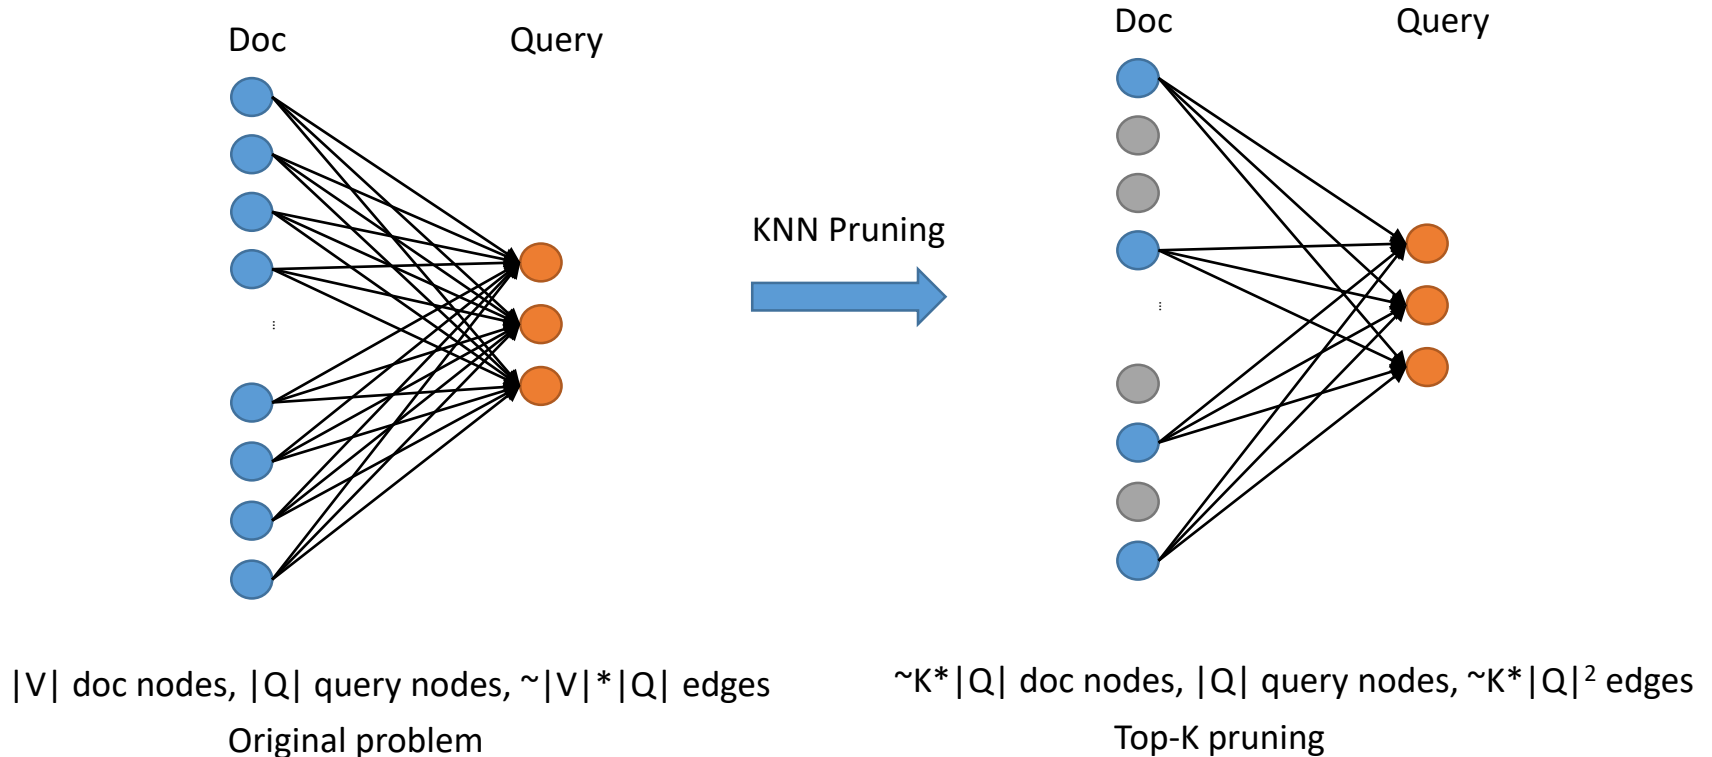 Doc Query
...
|V| doc nodes, |Q| query nodes, ~|V|*|Q| edges
Original problem
KNN Pruning
Doc Query
...
~K*|Q| doc nodes, |Q| query nodes, ~K*|Q|² edges
Top-K pruning